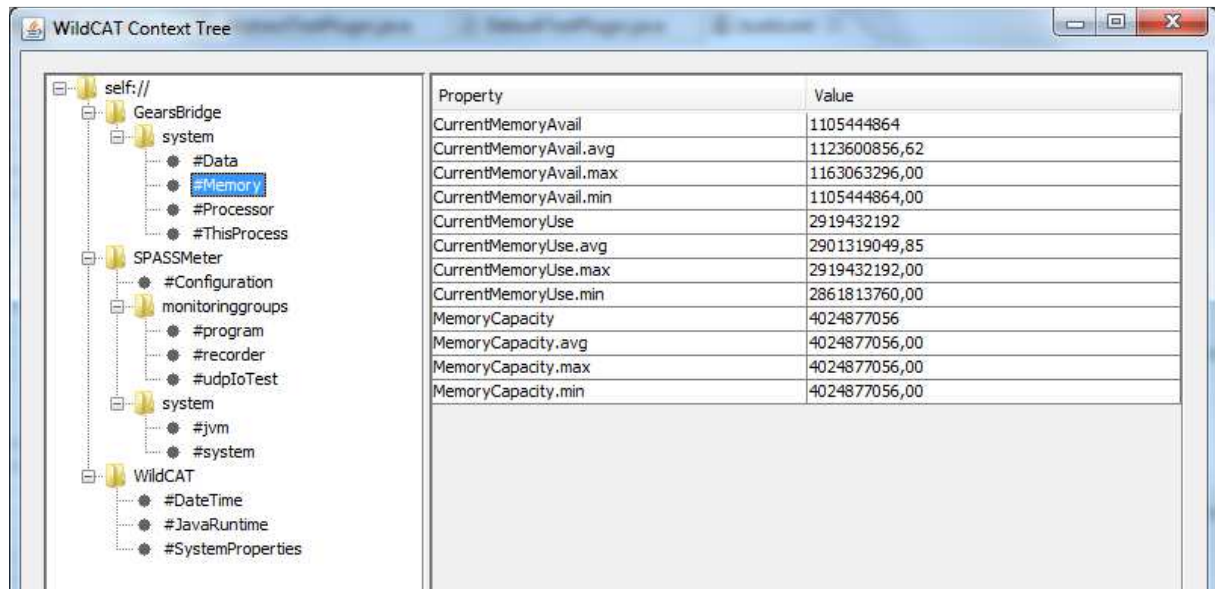 WildCAT Context Tree
self://
GearsBridge
system
#Data
#Memory
#Processor
#ThisProcess
SPASSMeter
#Configuration
monitoringgroups
#program
#recorder
#udpIoTest
system
#jvm
#system
WildCAT
#DateTime
#JavaRuntime
#SystemProperties
Property Value
CurrentMemoryAvail 1105444864
CurrentMemoryAvail.avg 1123600856,62
CurrentMemoryAvail.max 1163063296,00
CurrentMemoryAvail.min 1105444864,00
CurrentMemoryUse 2919432192
CurrentMemoryUse.avg 2901319049,85
CurrentMemoryUse.max 2919432192,00
CurrentMemoryUse.min 2861813760,00
MemoryCapacity 4024877056
MemoryCapacity.avg 4024877056,00
MemoryCapacity.max 4024877056,00
MemoryCapacity.min 4024877056,00